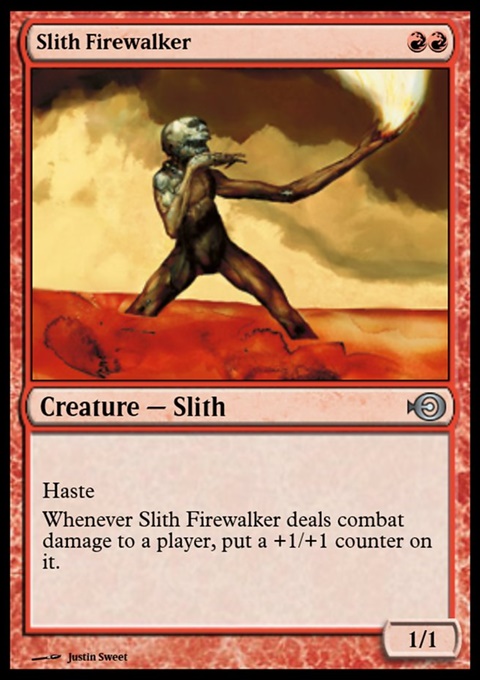 Slith Firewalker
Creature — Slith
Haste
Whenever Slith Firewalker deals combat
damage to a player, put a +1/+1 counter on
it.
1/1
Justin Sweet